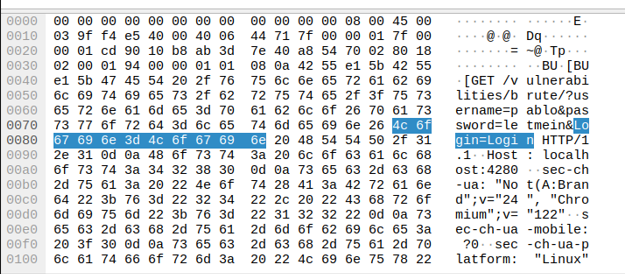 0000 00 00 00 00 00 00 00 00 00 00 00 00 08 00 45 00 ········ ······E·
0010 03 9f f4 e5 40 00 40 06 44 71 7f 00 00 01 7f 00 ····@·@· Dq······
0020 00 01 cd 90 10 b8 ab 3d 7e 40 a8 54 70 02 80 18 ·······= ~@·Tp···
0030 02 00 01 94 00 00 01 01 08 0a 42 55 e1 5b 42 55 ········ ··BU·[BU
0040 e1 5b 47 45 54 20 2f 76 75 6c 6e 65 72 61 62 69 ·[GET /v ulnerabi
0050 6c 69 74 69 65 73 2f 62 72 75 74 65 2f 3f 75 73 lities/b rute/?us
0060 65 72 6e 61 6d 65 3d 70 61 62 6c 6f 26 70 61 73 ername=p ablo&pas
0070 73 77 6f 72 64 3d 6c 65 74 6d 65 69 6e 26 4c 6f sword=le tmein&Lo
0080 67 69 6e 3d 4c 6f 67 69 6e 20 48 54 54 50 2f 31 gin=Logi n HTTP/1
0090 2e 31 0d 0a 48 6f 73 74 3a 20 6c 6f 63 61 6c 68 .1··Host : localh
00a0 6f 73 74 3a 34 32 38 30 0d 0a 73 65 63 2d 63 68 ost:4280 ··sec-ch
00b0 2d 75 61 3a 20 22 4e 6f 74 28 41 3a 42 72 61 6e -ua: "No t(A:Bran
00c0 64 22 3b 76 3d 22 32 34 22 2c 20 22 43 68 72 6f d";v="24 ", "Chro
00d0 6d 69 75 6d 22 3b 76 3d 22 31 32 32 22 0d 0a 73 mium";v= "122"··s
00e0 65 63 2d 63 68 2d 75 61 2d 6d 6f 62 69 6c 65 3a ec-ch-ua -mobile:
00f0 20 3f 30 0d 0a 73 65 63 2d 63 68 2d 75 61 2d 70 ?0··sec -ch-ua-p
0100 6c 61 74 66 6f 72 6d 3a 20 22 4c 69 6e 75 78 22 latform: "Linux"